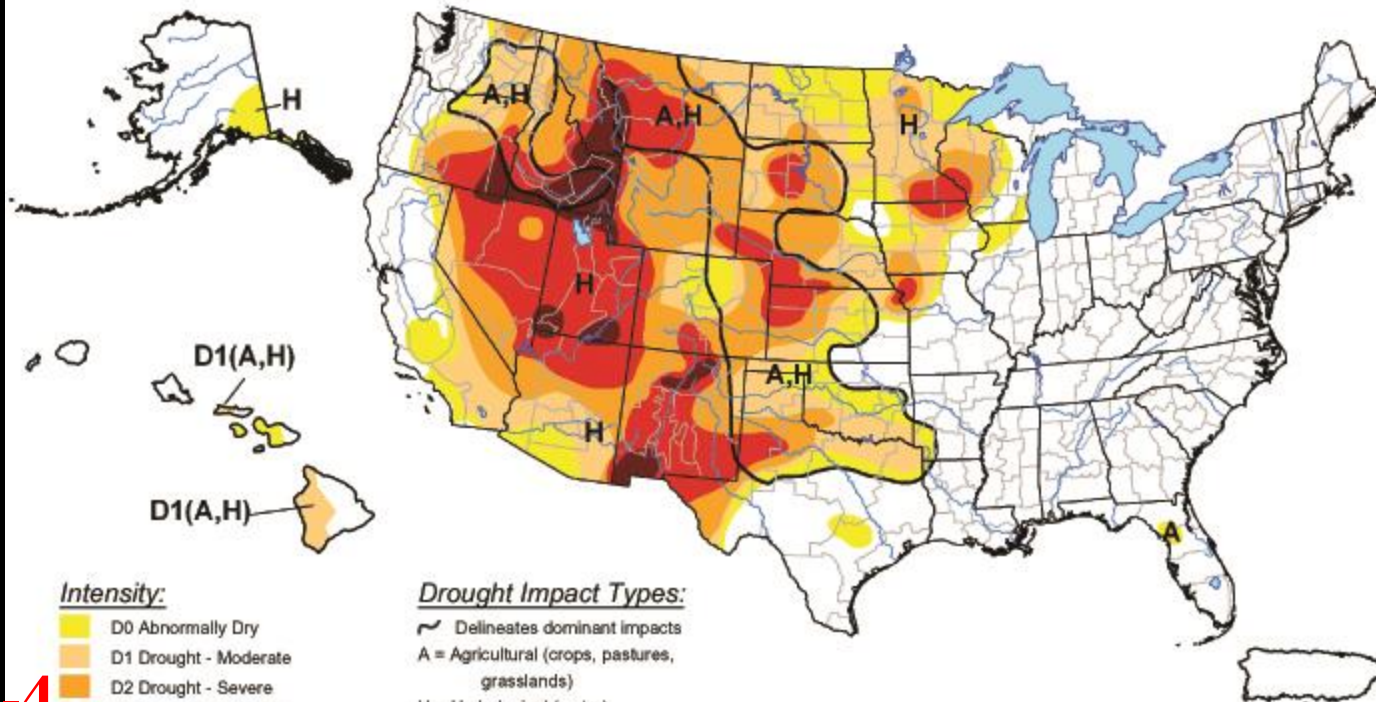 H
A,H
A,H
H
H
D1(A,H)
A,H
H
D1(A,H)
A
Intensity:
D0 Abnormally Dry
D1 Drought - Moderate
D2 Drought - Severe
Drought Impact Types:
Delineates dominant impacts
A = Agricultural (crops, pastures,
grasslands)